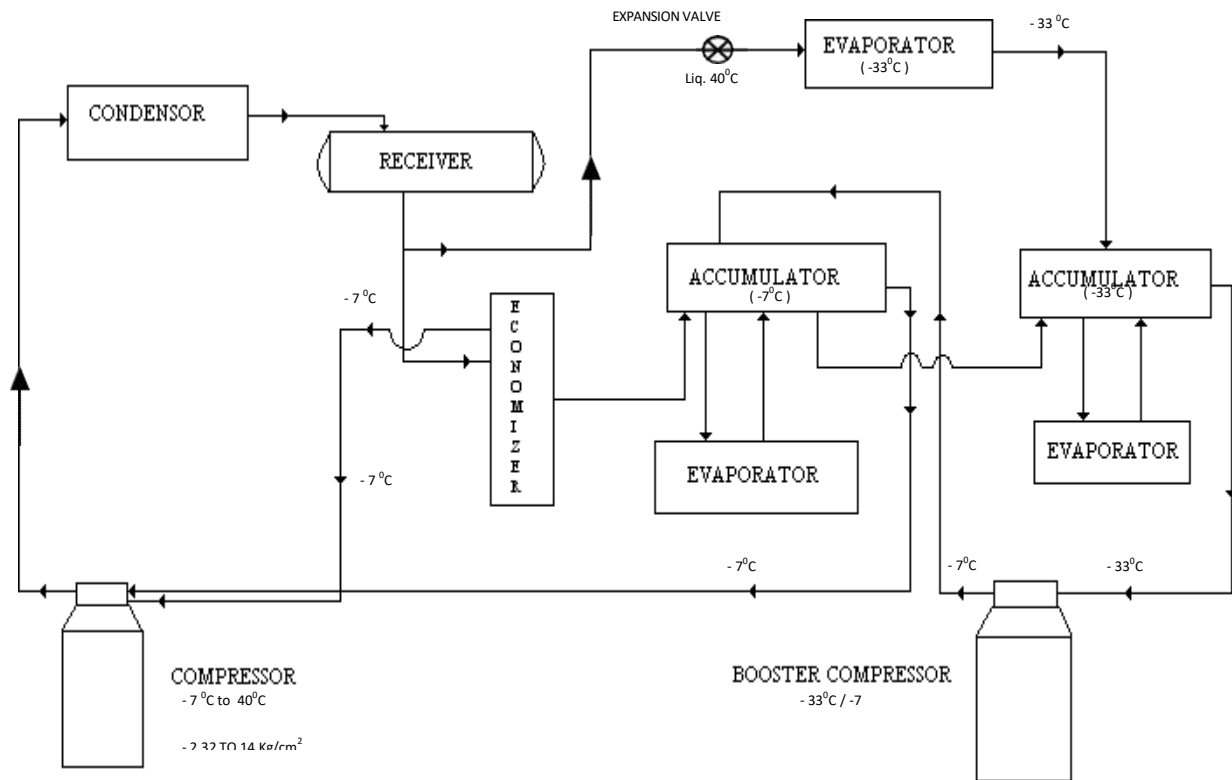 EXPANSION VALVE
- 33 ⁰C
EVAPORATOR
( -33⁰C )
Liq. 40⁰C
CONDENSOR
RECEIVER
ACCUMULATOR
( -7⁰C )
ACCUMULATOR
( -33⁰C)
- 7 ⁰C
ECONOMIZER
EVAPORATOR
EVAPORATOR
- 7 ⁰C
- 7⁰C
- 7⁰C
- 33⁰C
COMPRESSOR
- 7 ⁰C to 40⁰C
- 2.32 TO 14 Kg/cm²
BOOSTER COMPRESSOR
- 33⁰C / -7